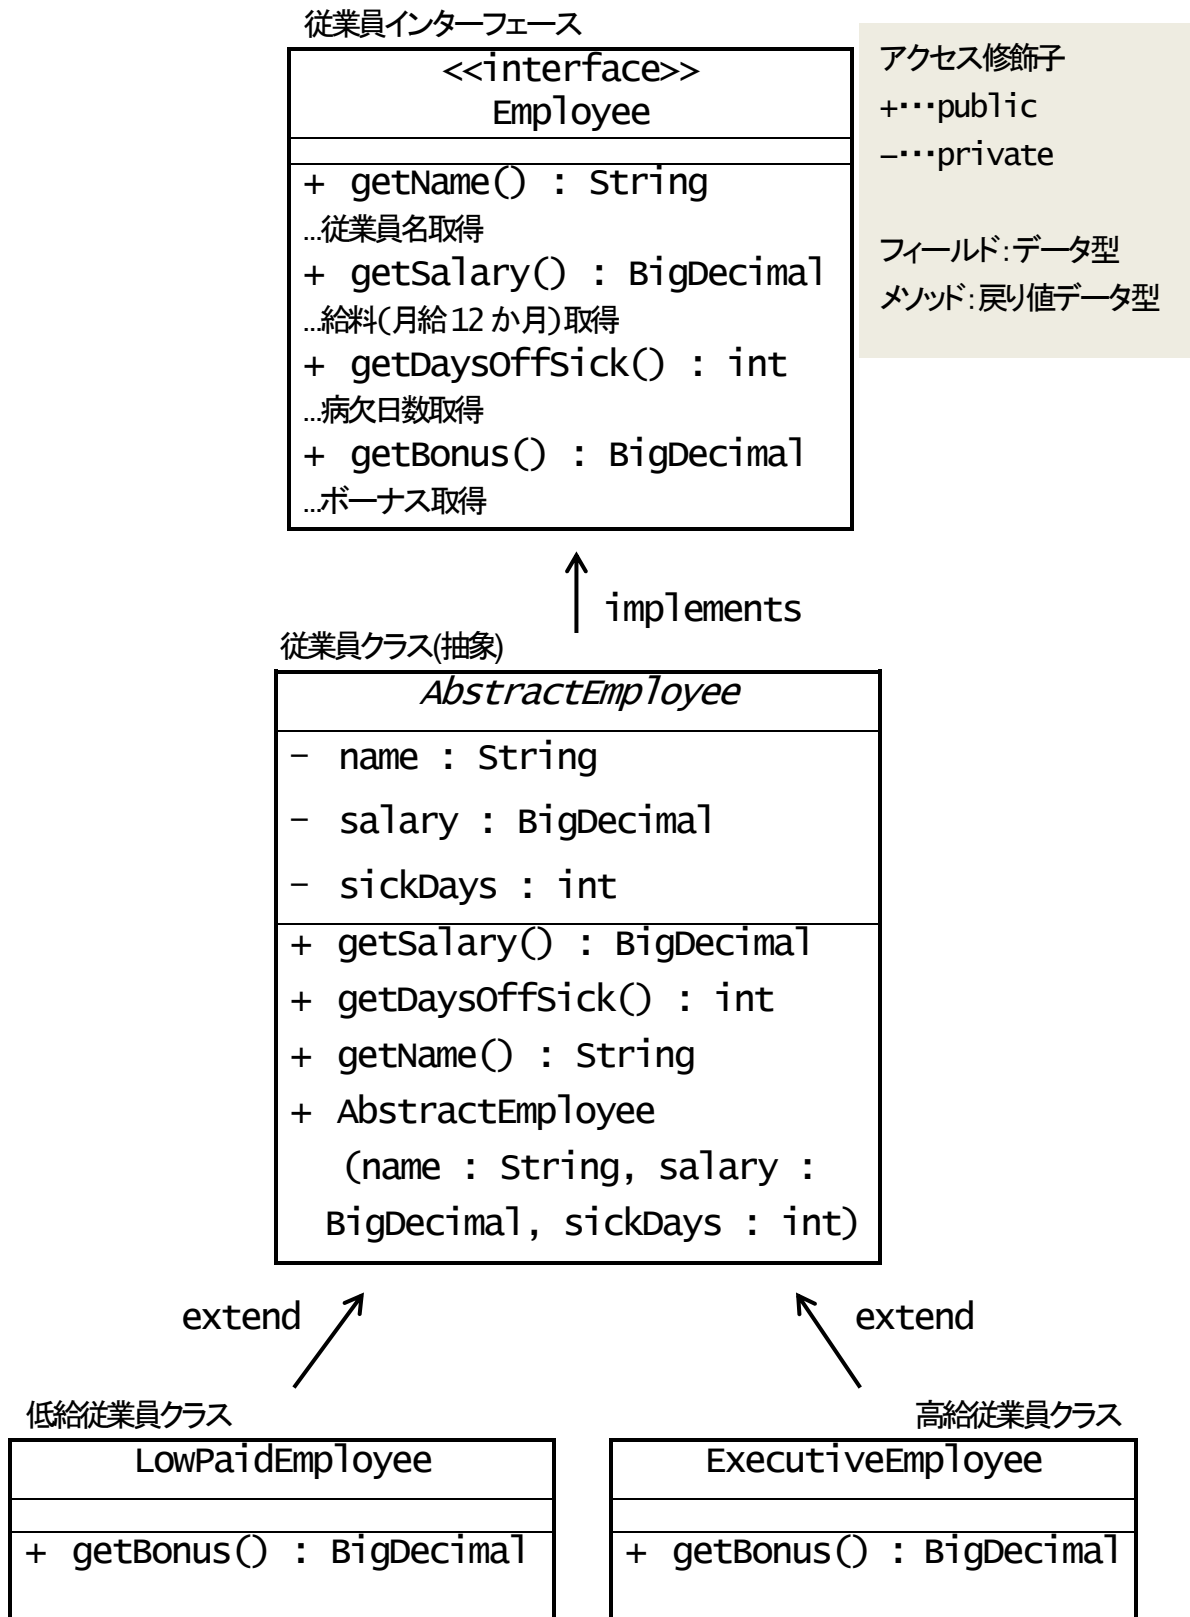 従業員インターフェース
<<interface>>
Employee
+ getName() : String
…従業員名取得
+ getSalary() : BigDecimal
…給料(月給12か月)取得
+ getDaysOffSick() : int
…病欠日数取得
+ getBonus() : BigDecimal
…ボーナス取得
アクセス修飾子
+…public
-…private
フィールド:データ型
メソッド:戻り値データ型
implements
従業員クラス(抽象)
AbstractEmployee
- name : String
- salary : BigDecimal
- sickDays : int
+ getSalary() : BigDecimal
+ getDaysOffSick() : int
+ getName() : String
+ AbstractEmployee
(name : String, salary :
BigDecimal, sickDays : int)
extend
extend
低給従業員クラス
LowPaidEmployee
+ getBonus() : BigDecimal
高給従業員クラス
ExecutiveEmployee
+ getBonus() : BigDecimal